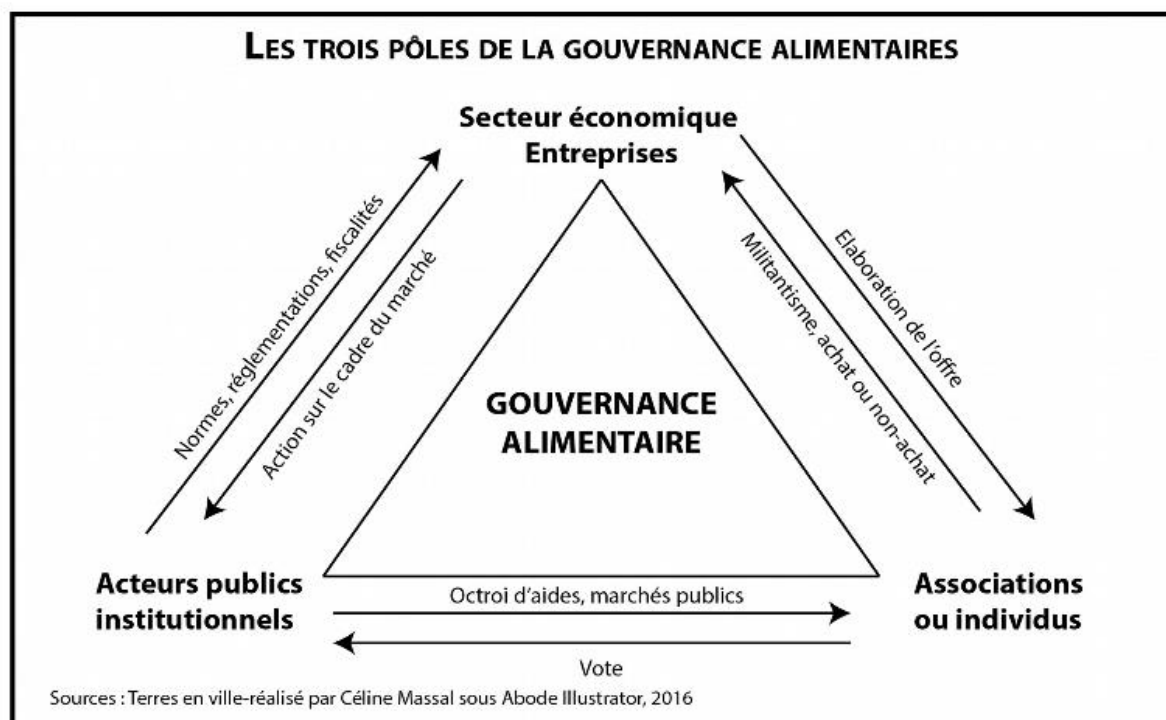 LES TROIS PÔLES DE LA GOUVERNANCE ALIMENTAIRES
Secteur économique
Entreprises
Normes, réglementations, fiscalités
Action sur le cadre du marché
Militantisme, achat ou non-achat
Elaboration de l'offre
GOUVERNANCE
ALIMENTAIRE
Acteurs publics
institutionnels
Octroi d'aides, marchés publics
Associations
ou individus
Vote
Sources : Terres en ville-réalisé par Céline Massal sous Abode Illustrator, 2016